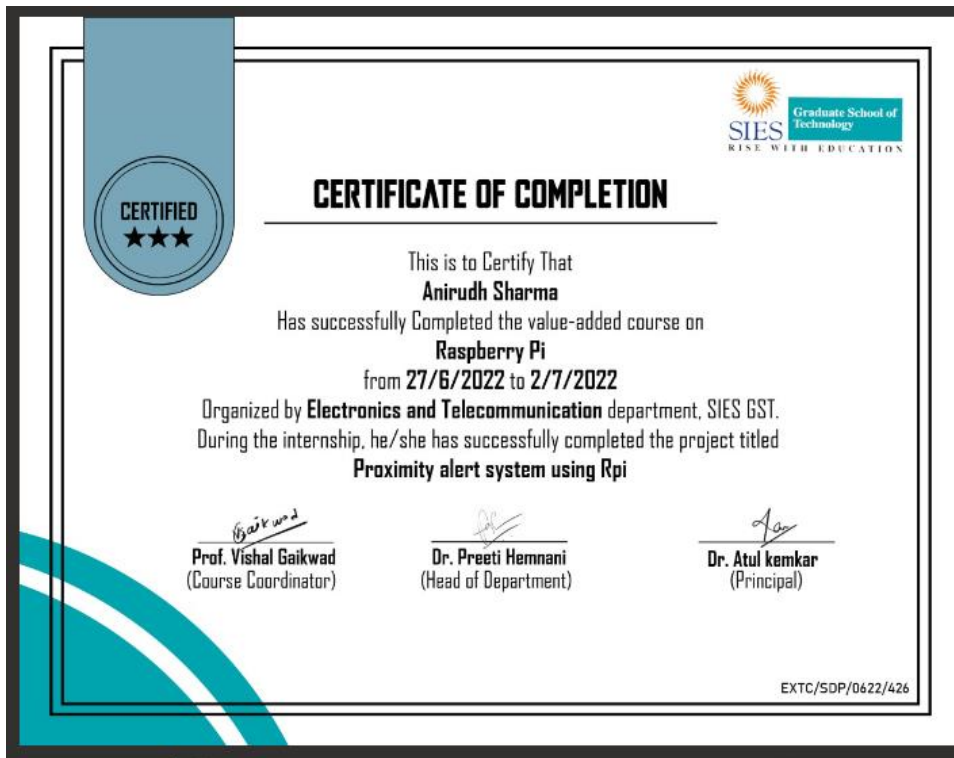 SIES
Graduate School of
Technology
RISE WITH EDUCATION
CERTIFIED
CERTIFICATE OF COMPLETION
This is to Certify That
Anirudh Sharma
Has successfully Completed the value-added course on
Raspberry Pi
from 27/6/2022 to 2/7/2022
Organized by Electronics and Telecommunication department, SIES GST.
During the internship, he/she has successfully completed the project titled
Proximity alert system using Rpi
Gaikwad
Prof. Vishal Gaikwad
(Course Coordinator)
Dr. Preeti Hemnani
(Head of Department)
Dr. Atul kemkar
(Principal)
EXTC/SDP/0622/426